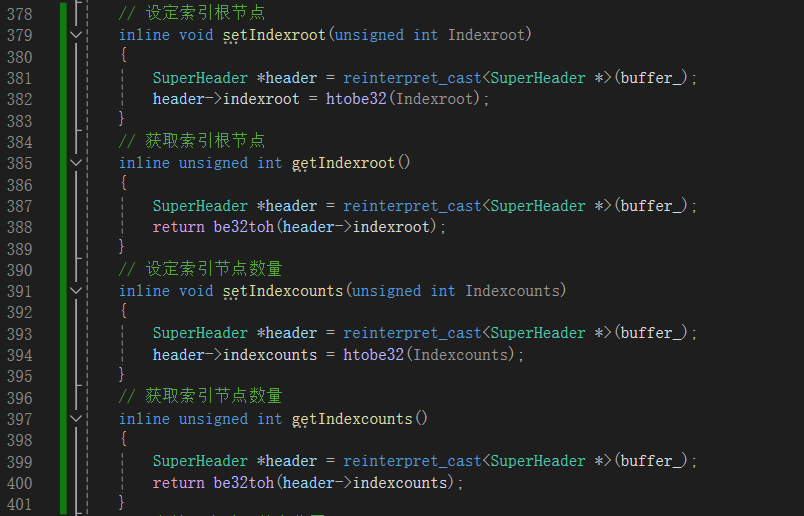 378 // 设定索引根节点
379 inline void setIndexroot(unsigned int Indexroot)
380 {
381 SuperHeader *header = reinterpret_cast<SuperHeader *>(buffer_);
382 header->indexroot = htobe32(Indexroot);
383 }
384 // 获取索引根节点
385 inline unsigned int getIndexroot()
386 {
387 SuperHeader *header = reinterpret_cast<SuperHeader *>(buffer_);
388 return be32toh(header->indexroot);
389 }
390 // 设定索引节点数量
391 inline void setIndexcounts(unsigned int Indexcounts)
392 {
393 SuperHeader *header = reinterpret_cast<SuperHeader *>(buffer_);
394 header->indexcounts = htobe32(Indexcounts);
395 }
396 // 获取索引节点数量
397 inline unsigned int getIndexcounts()
398 {
399 SuperHeader *header = reinterpret_cast<SuperHeader *>(buffer_);
400 return be32toh(header->indexcounts);
401 }